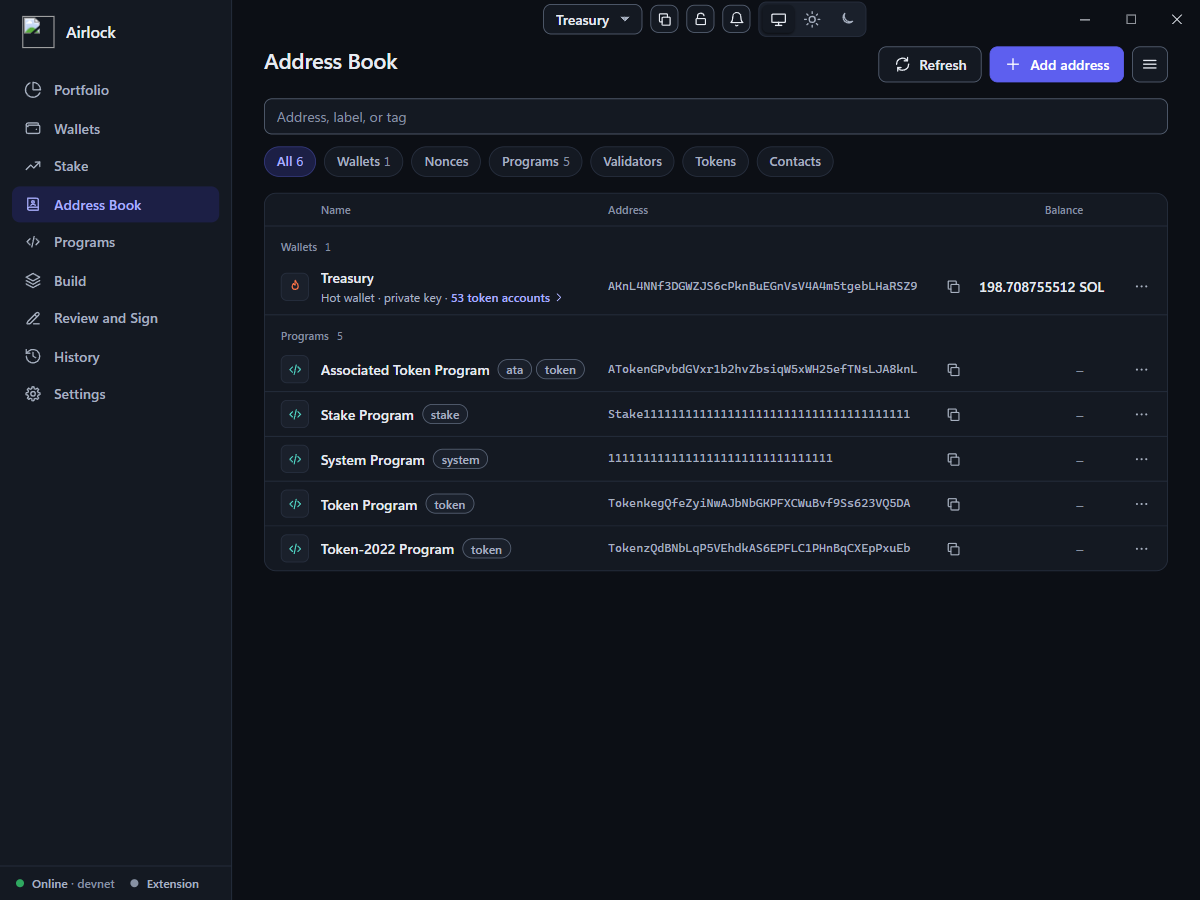 Airlock
Treasury
Portfolio
Wallets
Stake
Address Book
Programs
Build
Review and Sign
History
Settings
Address Book
Refresh
Add address
Address, label, or tag
All 6
Wallets 1
Nonces
Programs 5
Validators
Tokens
Contacts
Name Address Balance
Wallets 1
Treasury
Hot wallet · private key · 53 token accounts
AKnL4NNf3DGWZJS6cPknBuEGnVsV4A4m5tgebLHaRSZ9
198.708755512 SOL
Programs 5
Associated Token Program ata token ATokenGPvbdGVxr1b2hvZbsiqW5xWH25efTNsLJA8knL –
Stake Program stake Stake11111111111111111111111111111111111111 –
System Program system 11111111111111111111111111111111 –
Token Program token TokenkegQfeZyiNwAJbNbGKPFXCWuBvf9Ss623VQ5DA –
Token-2022 Program token TokenzQdBNbLqP5VEhdkAS6EPFLC1PHnBqCXEpPxuEb –
Online · devnet
Extension